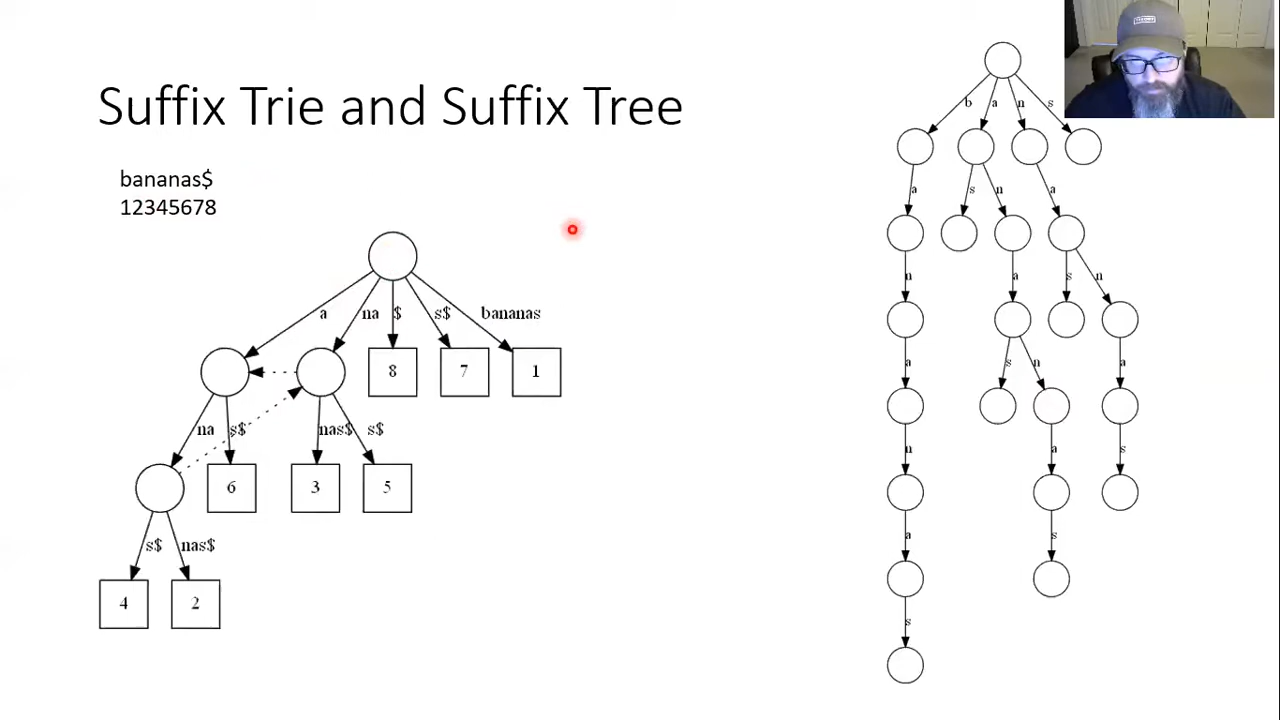 Suffix Trie and Suffix Tree
bananas$
12345678
a na $ s$ bananas
8 7 1
na s$ nas$ s$
6 3 5
s$ nas$
4 2
b a n s
a s n a
n a s n
a s n a
n a s
a s
s